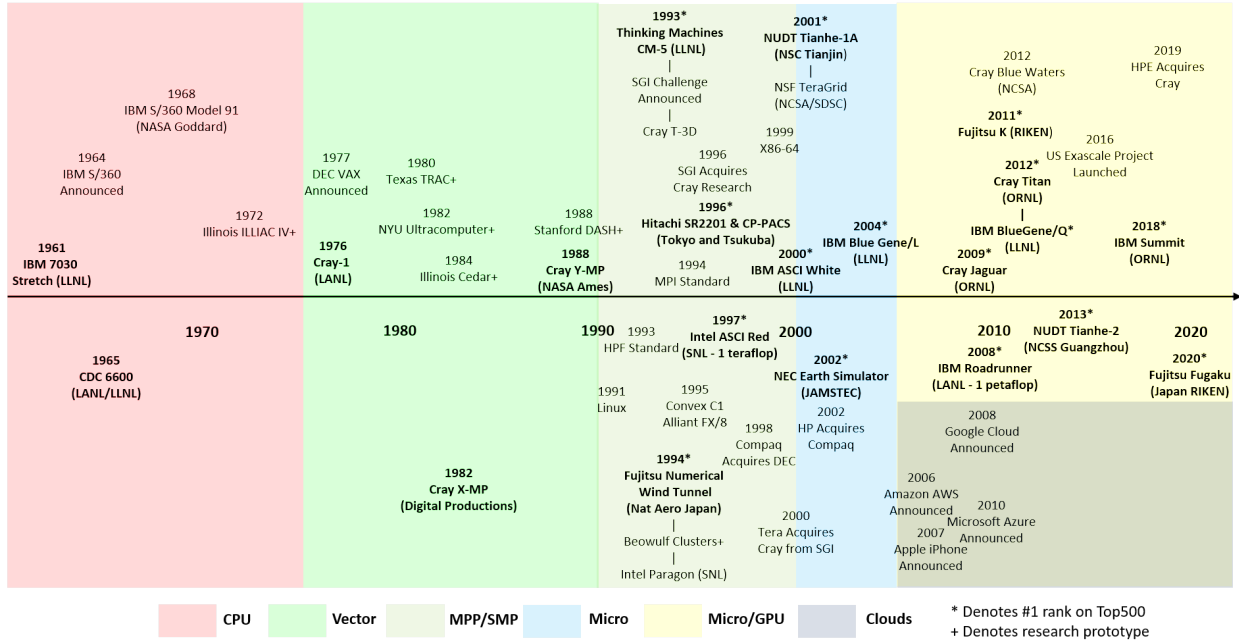 1968
IBM S/360 Model 91
(NASA Goddard)
1964
IBM S/360
Announced
1972
Illinois ILLIAC IV+
1961
IBM 7030
Stretch (LLNL)
1977
DEC VAX
Announced
1980
Texas TRAC+
1982
NYU Ultracomputer+
1976
Cray-1
(LANL)
1984
Illinois Cedar+
1988
Stanford DASH+
1988
Cray Y-MP
(NASA Ames)
1993*
Thinking Machines
CM-5 (LLNL)
|
SGI Challenge
Announced
|
Cray T-3D
1996
SGI Acquires
Cray Research
1996*
Hitachi SR2201 & CP-PACS
(Tokyo and Tsukuba)
1994
MPI Standard
2001*
NUDT Tianhe-1A
(NSC Tianjin)
|
NSF TeraGrid
(NCSA/SDSC)
1999
X86-64
2000*
IBM ASCI White
(LLNL)
2004*
IBM Blue Gene/L
(LLNL)
2012
Cray Blue Waters
(NCSA)
2019
HPE Acquires
Cray
2011*
Fujitsu K (RIKEN)
2016
US Exascale Project
Launched
2012*
Cray Titan
(ORNL)
|
IBM BlueGene/Q*
(LLNL)
2009*
Cray Jaguar
(ORNL)
2018*
IBM Summit
(ORNL)
1970
1980
1990
2000
2010
2020
1965
CDC 6600
(LANL/LLNL)
1982
Cray X-MP
(Digital Productions)
1993
HPF Standard
1997*
Intel ASCI Red
(SNL - 1 teraflop)
1991
Linux
1995
Convex C1
Alliant FX/8
1998
Compaq
Acquires DEC
1994*
Fujitsu Numerical
Wind Tunnel
(Nat Aero Japan)
|
Beowulf Clusters+
|
Intel Paragon (SNL)
2002*
NEC Earth Simulator
(JAMSTEC)
2002
HP Acquires
Compaq
2000
Tera Acquires
Cray from SGI
2013*
NUDT Tianhe-2
(NCSS Guangzhou)
2008*
IBM Roadrunner
(LANL - 1 petaflop)
2020*
Fujitsu Fugaku
(Japan RIKEN)
2008
Google Cloud
Announced
2006
Amazon AWS
Announced
2010
Microsoft Azure
Announced
2007
Apple iPhone
Announced
CPU
Vector
MPP/SMP
Micro
Micro/GPU
Clouds
* Denotes #1 rank on Top500
+ Denotes research prototype